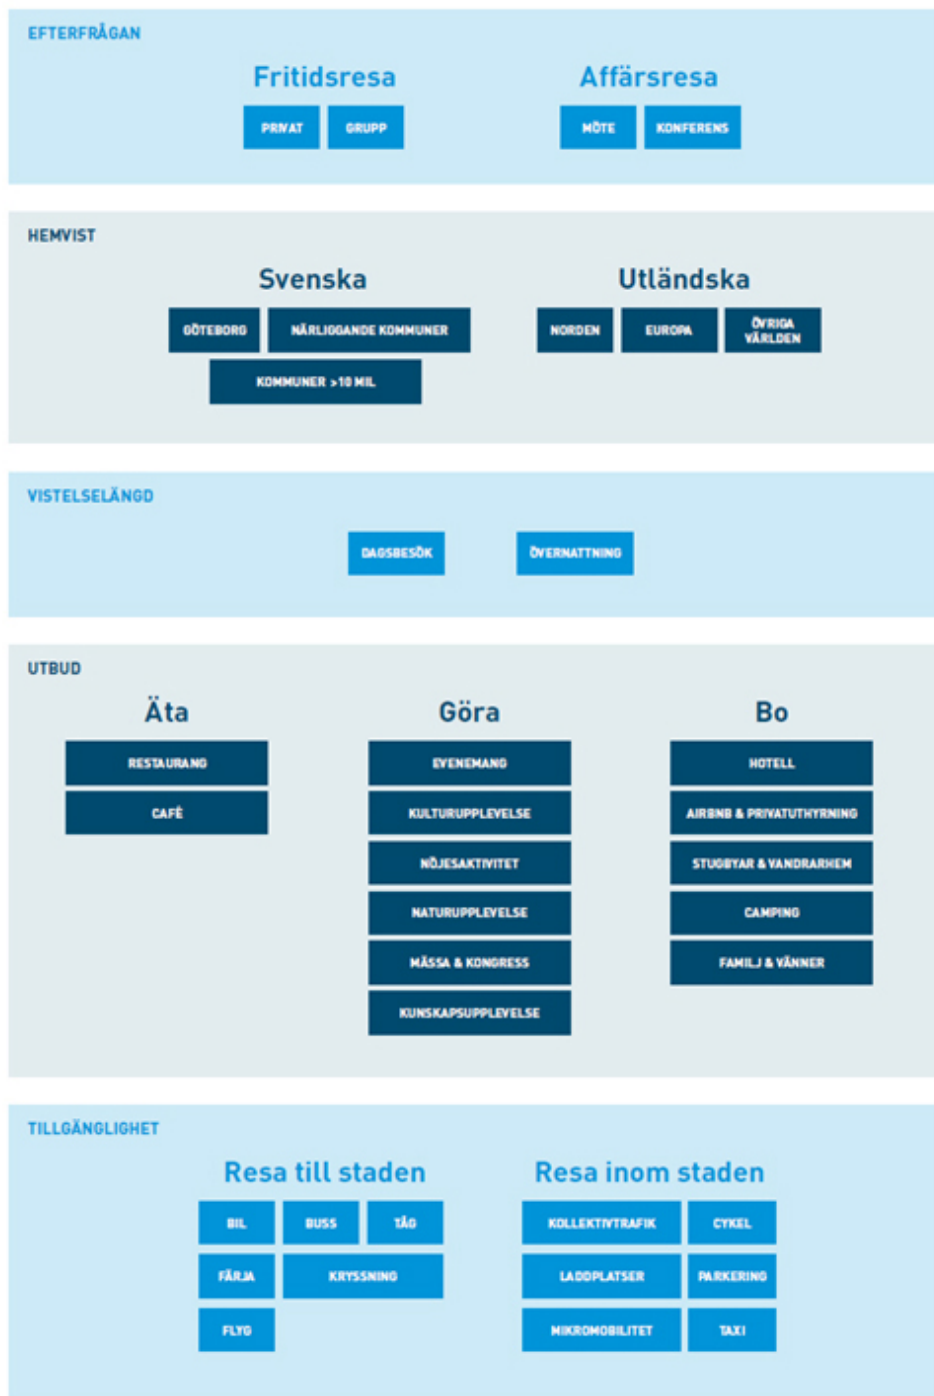 EFTERFRÅGAN
Fritidsresa
Affärsresa
PRIVAT
GRUPP
MÖTE
KONFERENS
HEMVIST
Svenska
Utländska
GÖTEBORG
NÄRLIGGANDE KOMMUNER
KOMMUNER >10 MIL
NORDEN
EUROPA
ÖVRIGA
VÄRLDEN
VISTELSELÄNGD
DAGSBESÖK
ÖVERNATTNING
UTBUD
Äta
RESTAURANG
CAFÉ
Göra
EVENEMANG
KULTURUPPLEVELSE
NÖJESAKTIVITET
NATURUPPLEVELSE
MÄSSA & KONGRESS
KUNSKAPSUPPLEVELSE
Bo
HOTELL
AIRBNB & PRIVATUTHYRNING
STUGBYAR & VANDRARHEM
CAMPING
FAMILJ & VÄNNER
TILLGÄNGLIGHET
Resa till staden
BIL
BUSS
TÅG
FÄRJA
KRYSSNING
FLYG
Resa inom staden
KOLLEKTIVTRAFIK
CYKEL
LADDPLATSER
PARKERING
MIKROMOBILITET
TAXI